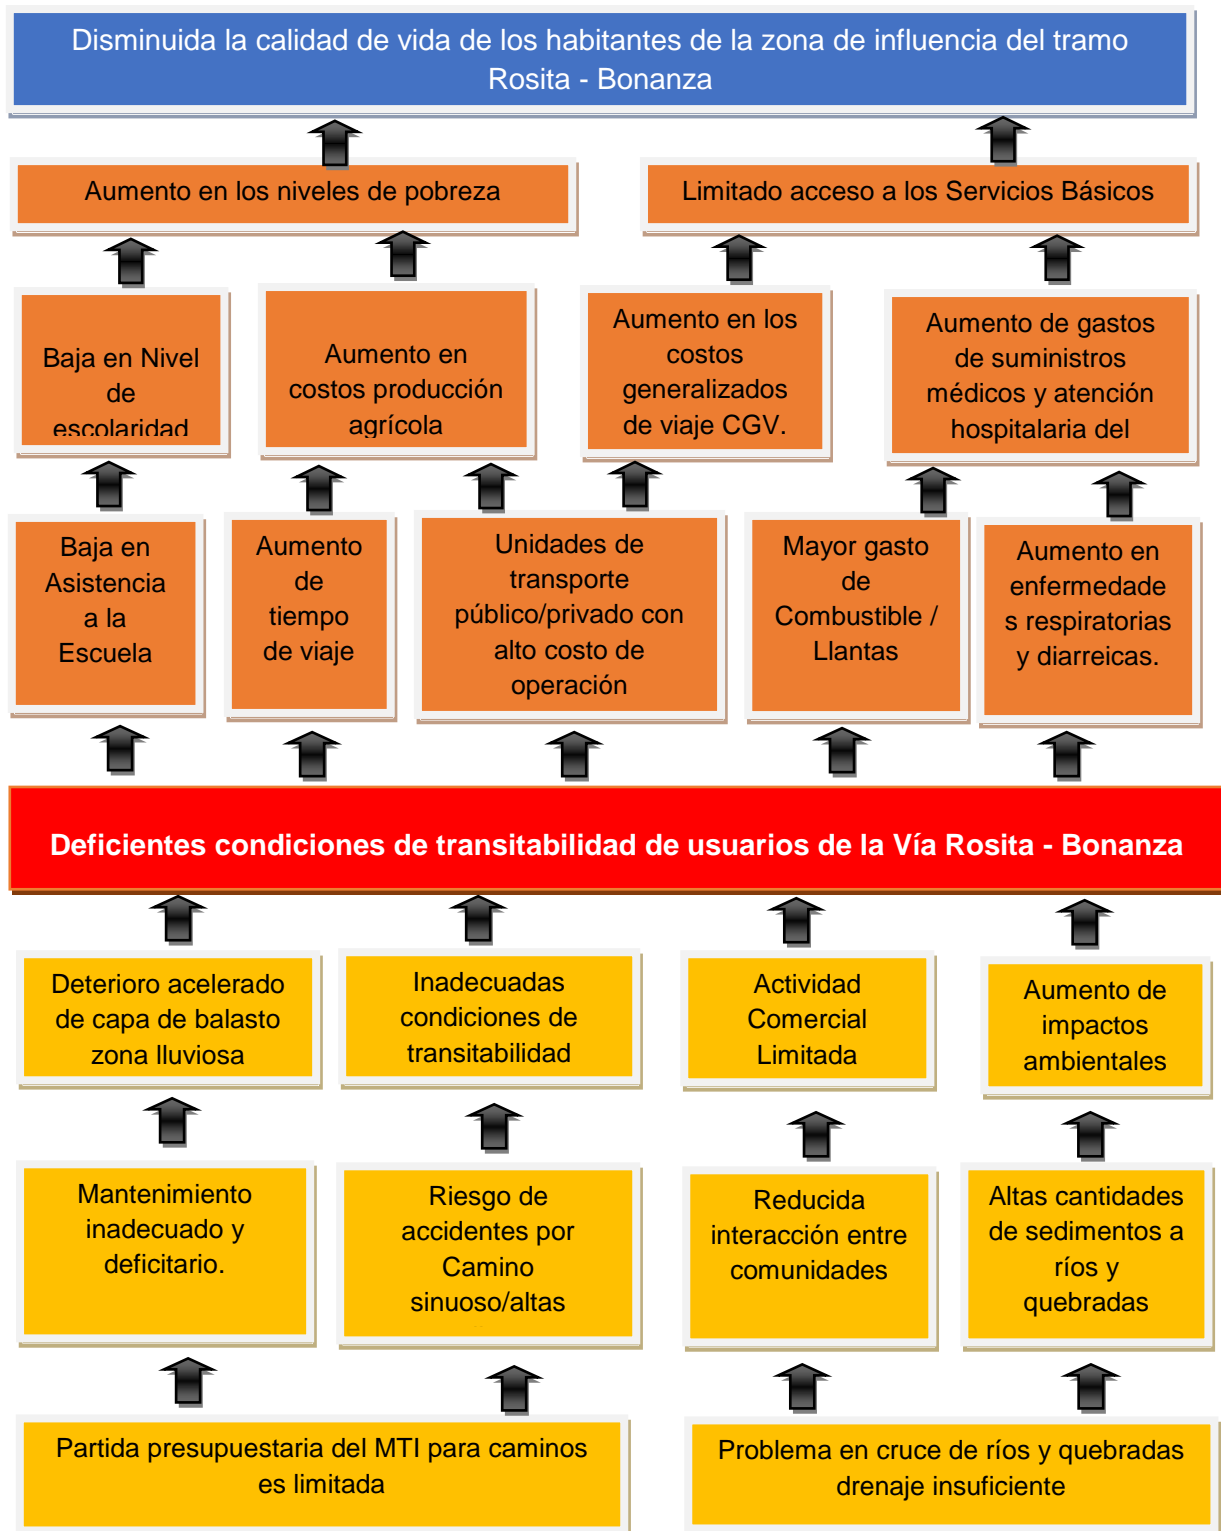 Disminuida la calidad de vida de los habitantes de la zona de influencia del tramo
Rosita - Bonanza
Aumento en los niveles de pobreza
Limitado acceso a los Servicios Básicos
Baja en Nivel
de
escolaridad
Aumento en
costos producción
agrícola
Aumento en los
costos
generalizados
de viaje CGV.
Aumento de gastos
de suministros
médicos y atención
hospitalaria del
Baja en
Asistencia
a la
Escuela
Aumento
de
tiempo
de viaje
Unidades de
transporte
público/privado con
alto costo de
operación
Mayor gasto
de
Combustible /
Llantas
Aumento en
enfermedade
s respiratorias
y diarreicas.
Deficientes condiciones de transitabilidad de usuarios de la Vía Rosita - Bonanza
Deterioro acelerado
de capa de balasto
zona lluviosa
Inadecuadas
condiciones de
transitabilidad
Actividad
Comercial
Limitada
Aumento de
impactos
ambientales
Mantenimiento
inadecuado y
deficitario.
Riesgo de
accidentes por
Camino
sinuoso/altas
Reducida
interacción entre
comunidades
Altas cantidades
de sedimentos a
ríos y
quebradas
Partida presupuestaria del MTI para caminos
es limitada
Problema en cruce de ríos y quebradas
drenaje insuficiente